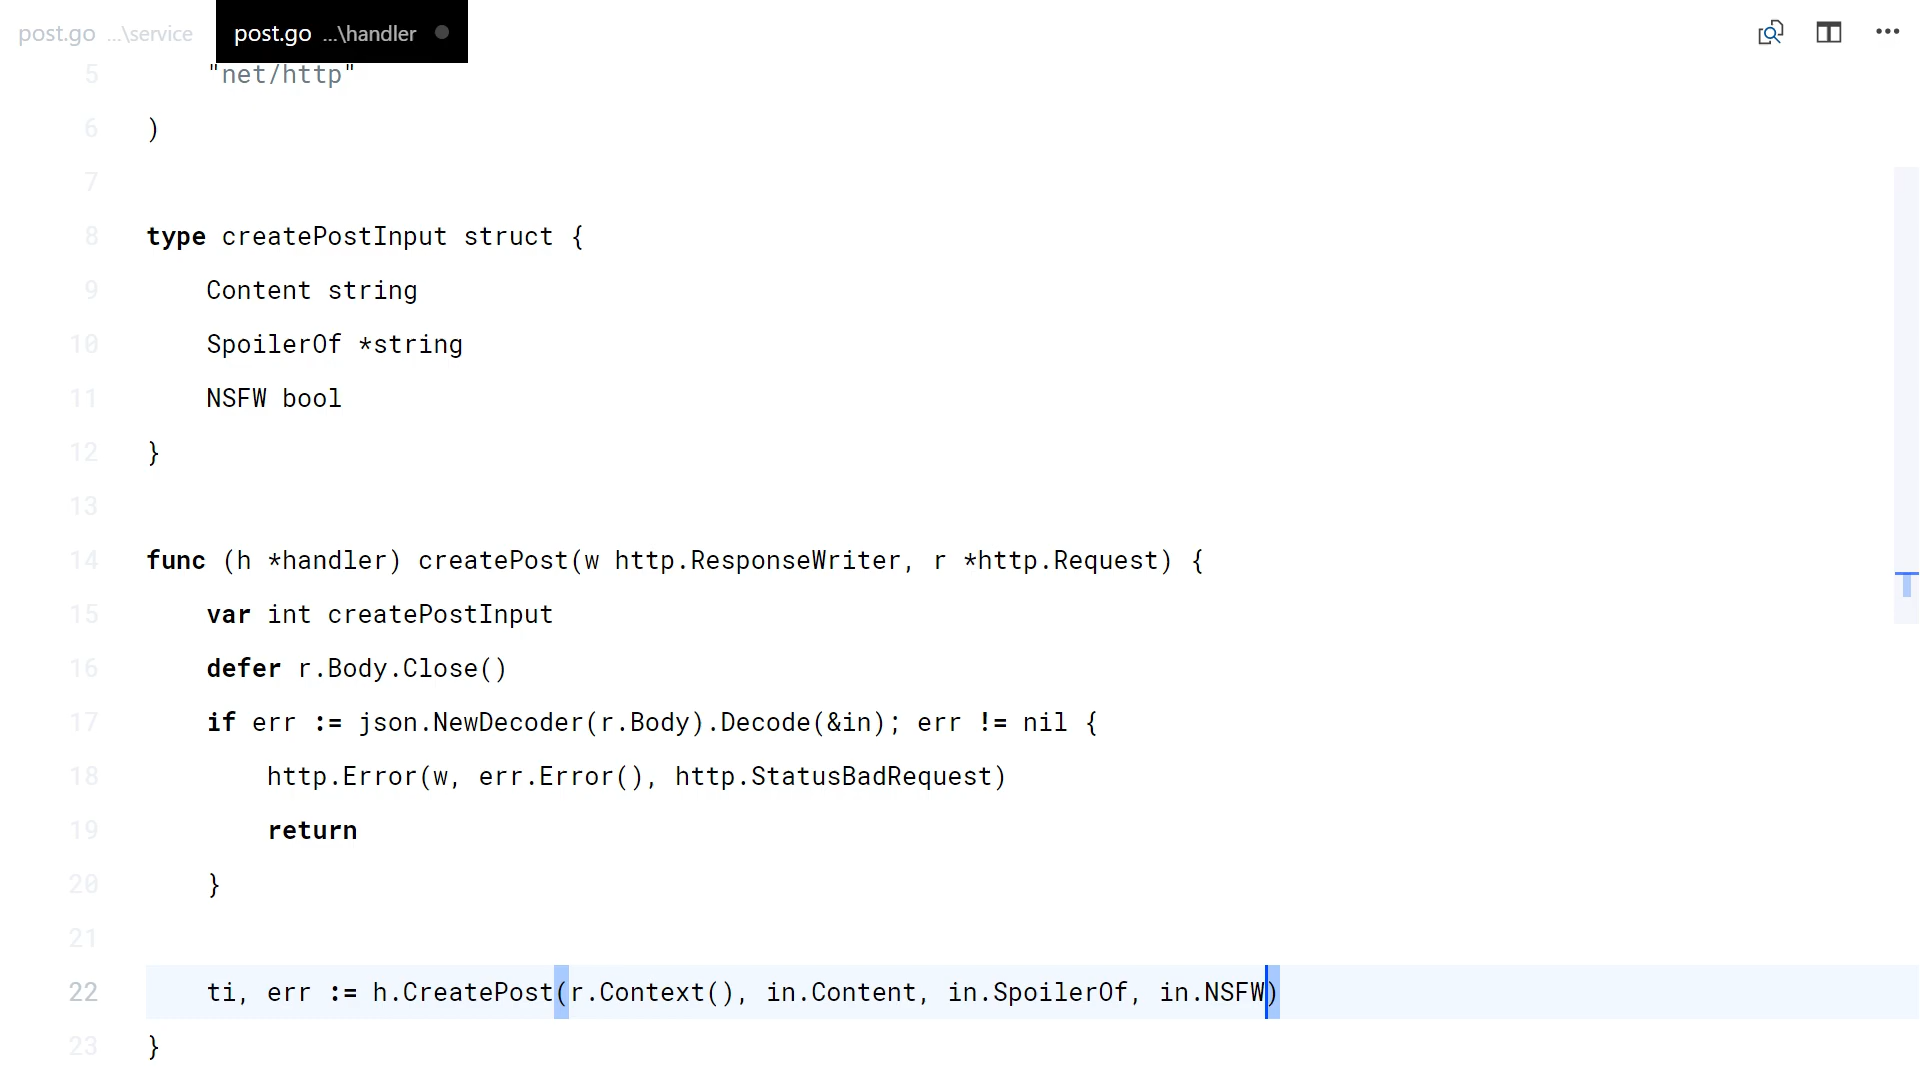 post.go ...\service post.go ...\handler
5 "net/http"
6 )
7
8 type createPostInput struct {
9 Content string
10 SpoilerOf *string
11 NSFW bool
12 }
13
14 func (h *handler) createPost(w http.ResponseWriter, r *http.Request) {
15 var int createPostInput
16 defer r.Body.Close()
17 if err := json.NewDecoder(r.Body).Decode(&in); err != nil {
18 http.Error(w, err.Error(), http.StatusBadRequest)
19 return
20 }
21
22 ti, err := h.CreatePost(r.Context(), in.Content, in.SpoilerOf, in.NSFW)
23 }